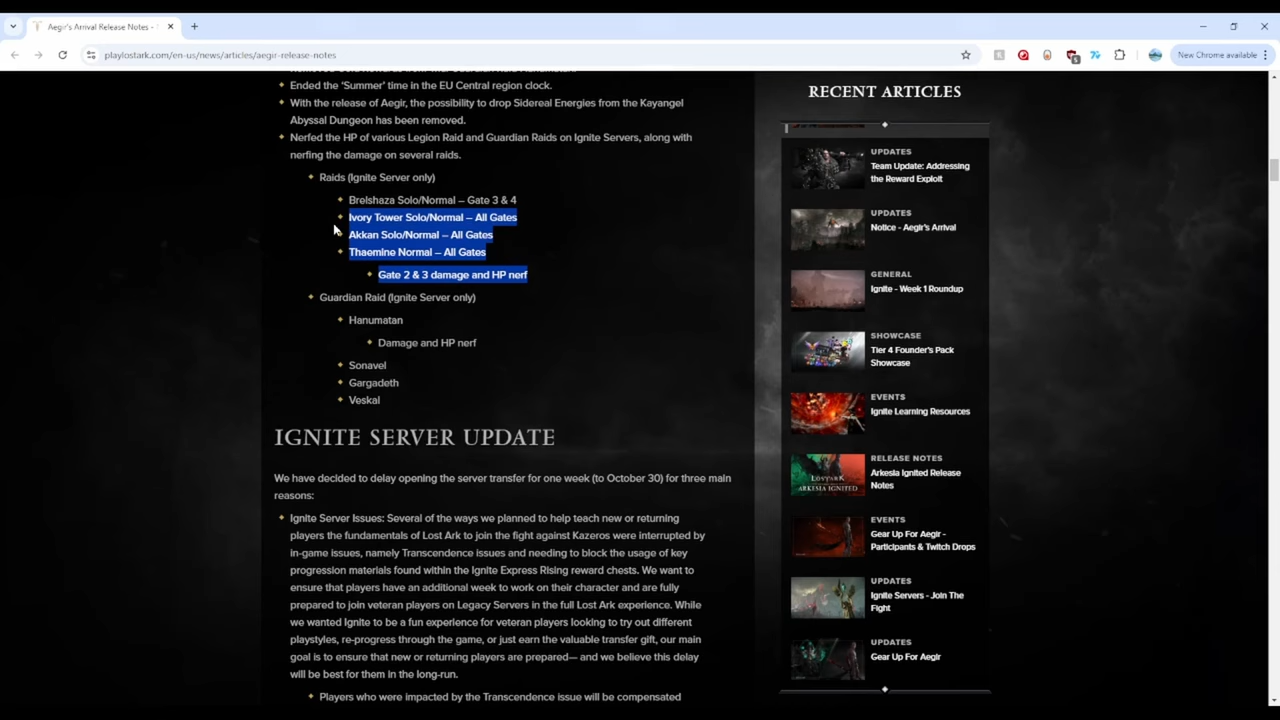 Aegir's Arrival Release Notes -
playlostark.com/en-us/news/articles/aegir-release-notes
New Chrome available
Ended the 'Summer' time in the EU Central region clock.
With the release of Aegir, the possibility to drop Sidereal Energies from the Kayangel
Abyssal Dungeon has been removed.
Nerfed the HP of various Legion Raid and Guardian Raids on Ignite Servers, along with
nerfing the damage on several raids.
Raids (Ignite Server only)
Brelshaza Solo/Normal – Gate 3 & 4
Ivory Tower Solo/Normal – All Gates
Akkan Solo/Normal – All Gates
Thaemine Normal – All Gates
Gate 2 & 3 damage and HP nerf
Guardian Raid (Ignite Server only)
Hanumatan
Damage and HP nerf
Sonavel
Gargadeth
Veskal
IGNITE SERVER UPDATE
We have decided to delay opening the server transfer for one week (to October 30) for three main
reasons:
Ignite Server Issues: Several of the ways we planned to help teach new or returning
players the fundamentals of Lost Ark to join the fight against Kazeros were interrupted by
in-game issues, namely Transcendence issues and needing to block the usage of key
progression materials found within the Ignite Express Rising reward chests. We want to
ensure that players have an additional week to work on their character and are fully
prepared to join veteran players on Legacy Servers in the full Lost Ark experience. While
we wanted Ignite to be a fun experience for veteran players looking to try out different
playstyles, re-progress through the game, or just earn the valuable transfer gift, our main
goal is to ensure that new or returning players are prepared— and we believe this delay
will be best for them in the long-run.
Players who were impacted by the Transcendence issue will be compensated
RECENT ARTICLES
UPDATES
Team Update: Addressing
the Reward Exploit
UPDATES
Notice - Aegir's Arrival
GENERAL
Ignite - Week 1 Roundup
SHOWCASE
Tier 4 Founder's Pack
Showcase
EVENTS
Ignite Learning Resources
RELEASE NOTES
Arkesia Ignited Release
Notes
LOST ARK
ARKESIA IGNITED
EVENTS
Gear Up For Aegir -
Participants & Twitch Drops
UPDATES
Ignite Servers - Join The
Fight
UPDATES
Gear Up For Aegir